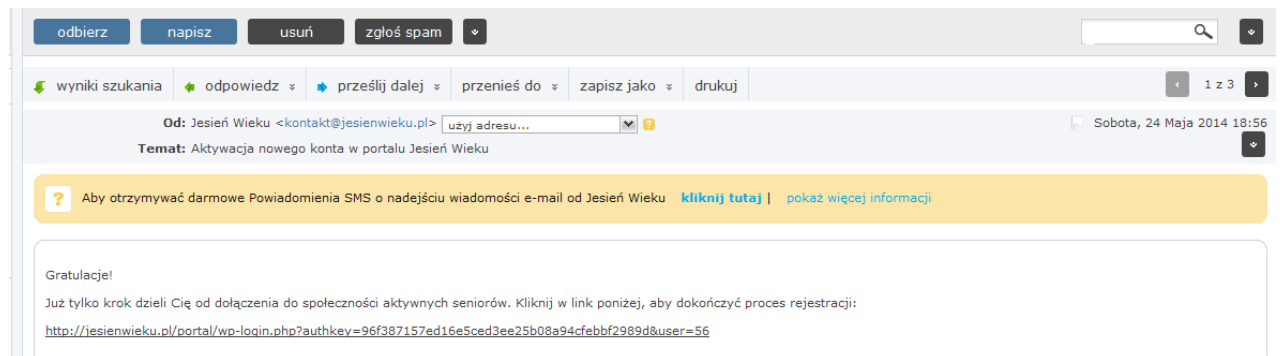 odbierz napisz usuń zgłoś spam
wyniki szukania odpowiedz prześlij dalej przenieś do zapisz jako drukuj 1 z 3
Od: Jesień Wieku <kontakt@jesienwieku.pl> użyj adresu... ? Sobota, 24 Maja 2014 18:56
Temat: Aktywacja nowego konta w portalu Jesień Wieku
? Aby otrzymywać darmowe Powiadomienia SMS o nadejściu wiadomości e-mail od Jesień Wieku kliknij tutaj | pokaż więcej informacji
Gratulacje!
Już tylko krok dzieli Cię od dołączenia do społeczności aktywnych seniorów. Kliknij w link poniżej, aby dokończyć proces rejestracji:
http://jesienwieku.pl/portal/wp-login.php?authkey=96f387157ed16e5ced3ee25b08a94cfebbf2989d&user=56